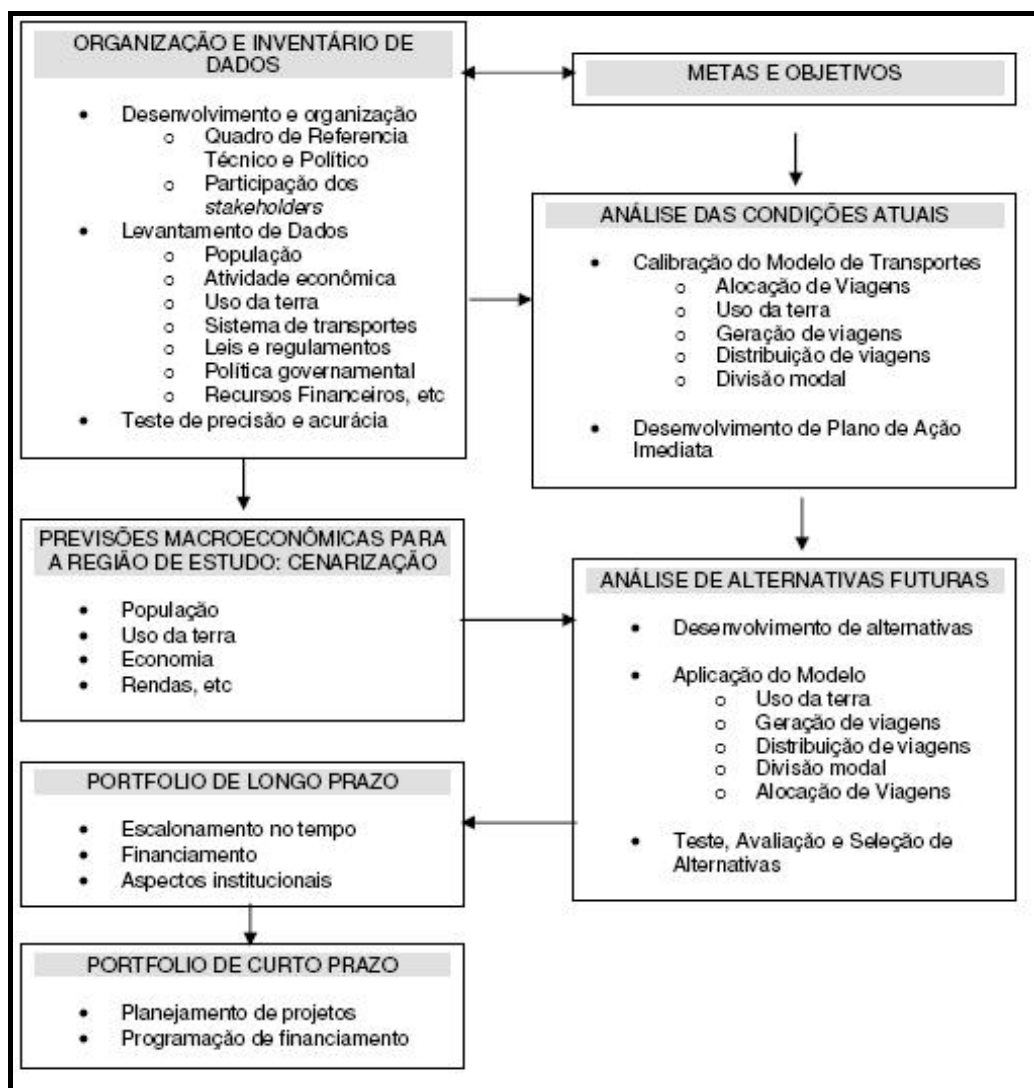 ORGANIZAÇÃO E INVENTÁRIO DE
DADOS
• Desenvolvimento e organização
o Quadro de Referencia
Técnico e Político
o Participação dos
stakeholders
• Levantamento de Dados
o População
o Atividade econômica
o Uso da terra
o Sistema de transportes
o Leis e regulamentos
o Política governamental
o Recursos Financeiros, etc
• Teste de precisão e acurácia
METAS E OBJETIVOS
ANÁLISE DAS CONDIÇÕES ATUAIS
• Calibração do Modelo de Transportes
o Alocação de Viagens
o Uso da terra
o Geração de viagens
o Distribuição de viagens
o Divisão modal
• Desenvolvimento de Plano de Ação
Imediata
PREVISÕES MACROECONÔMICAS PARA
A REGIÃO DE ESTUDO: CENARIZAÇÃO
• População
• Uso da terra
• Economia
• Rendas, etc
ANÁLISE DE ALTERNATIVAS FUTURAS
• Desenvolvimento de alternativas
• Aplicação do Modelo
o Uso da terra
o Geração de viagens
o Distribuição de viagens
o Divisão modal
o Alocação de Viagens
• Teste, Avaliação e Seleção de
Alternativas
PORTFOLIO DE LONGO PRAZO
• Escalonamento no tempo
• Financiamento
• Aspectos institucionais
PORTFOLIO DE CURTO PRAZO
• Planejamento de projetos
• Programação de financiamento